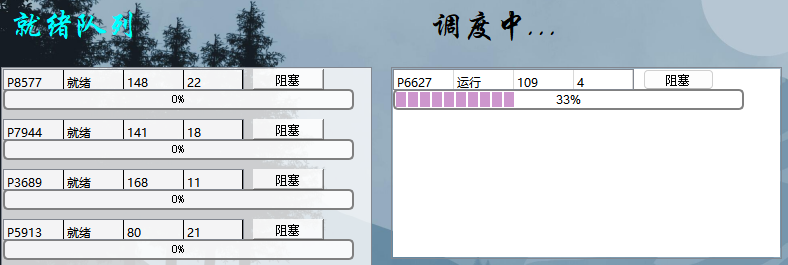 就绪队列
P8577 就绪 148 22 阻塞
0%
P7944 就绪 141 18 阻塞
0%
P3689 就绪 168 11 阻塞
0%
P5913 就绪 80 21 阻塞
0%
调度中...
P6627 运行 109 4 阻塞
33%